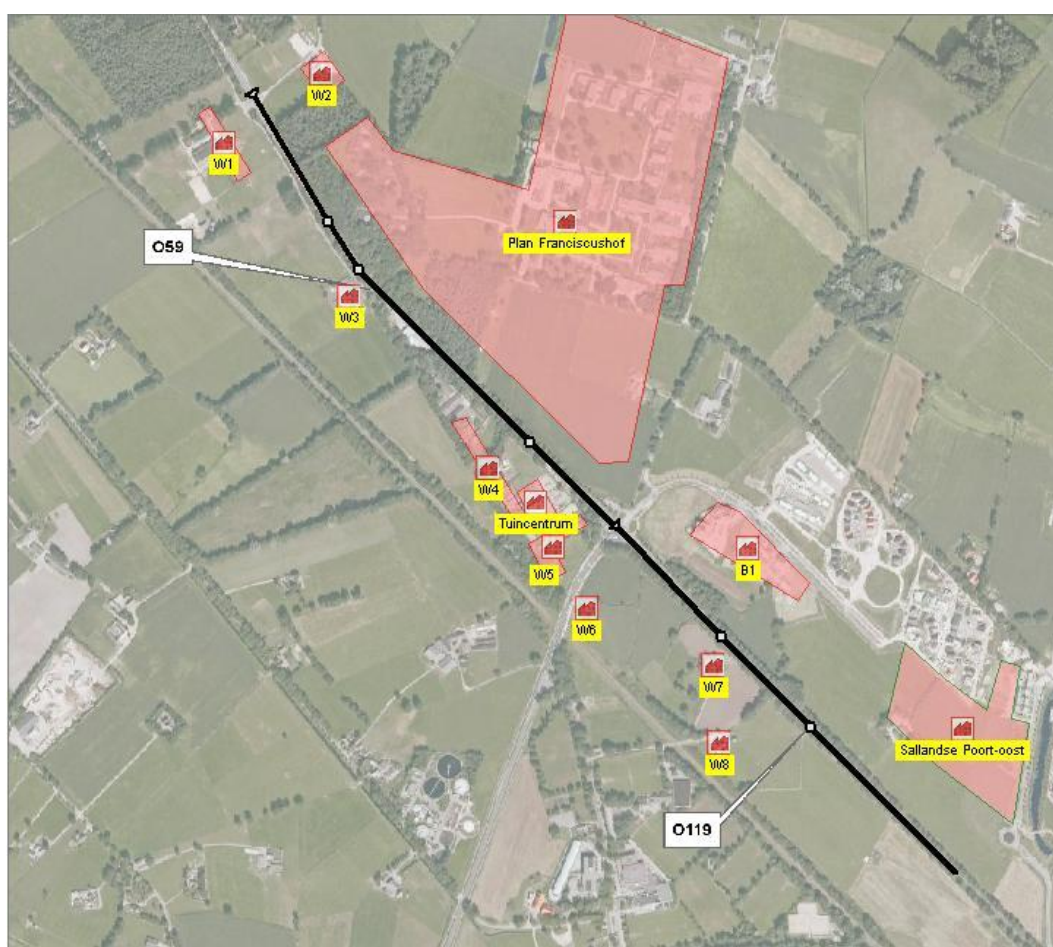 W2
W1
Plan Franciscushof
O59
W3
W4
Tuincentrum
W5
B1
W6
W7
Sallandse Poort-oost
W8
O119